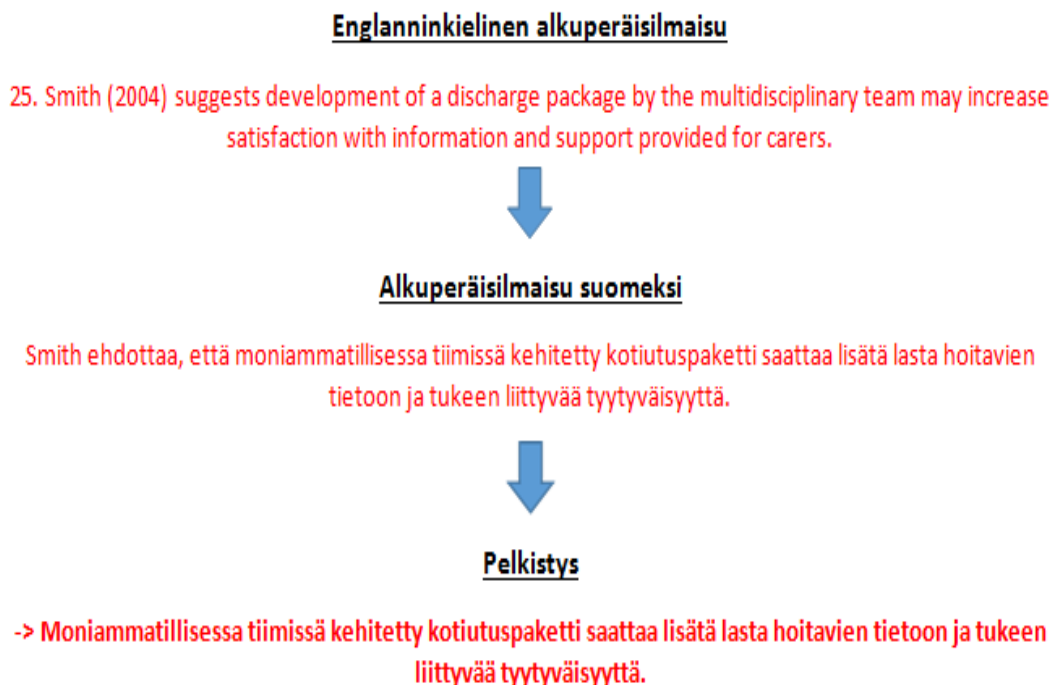 Englanninkielinen alkuperäisilmaisu
25. Smith (2004) suggests development of a discharge package by the multidisciplinary team may increase
satisfaction with information and support provided for carers.
Alkuperäisilmaisu suomeksi
Smith ehdottaa, että moniammatillisessa tiimissä kehitetty kotiutuspaketti saattaa lisätä lasta hoitavien
tietoon ja tukeen liittyvää tyytyväisyyttä.
Pelkistys
-> Moniammatillisessa tiimissä kehitetty kotiutuspaketti saattaa lisätä lasta hoitavien tietoon ja tukeen
liittyvää tyytyväisyyttä.